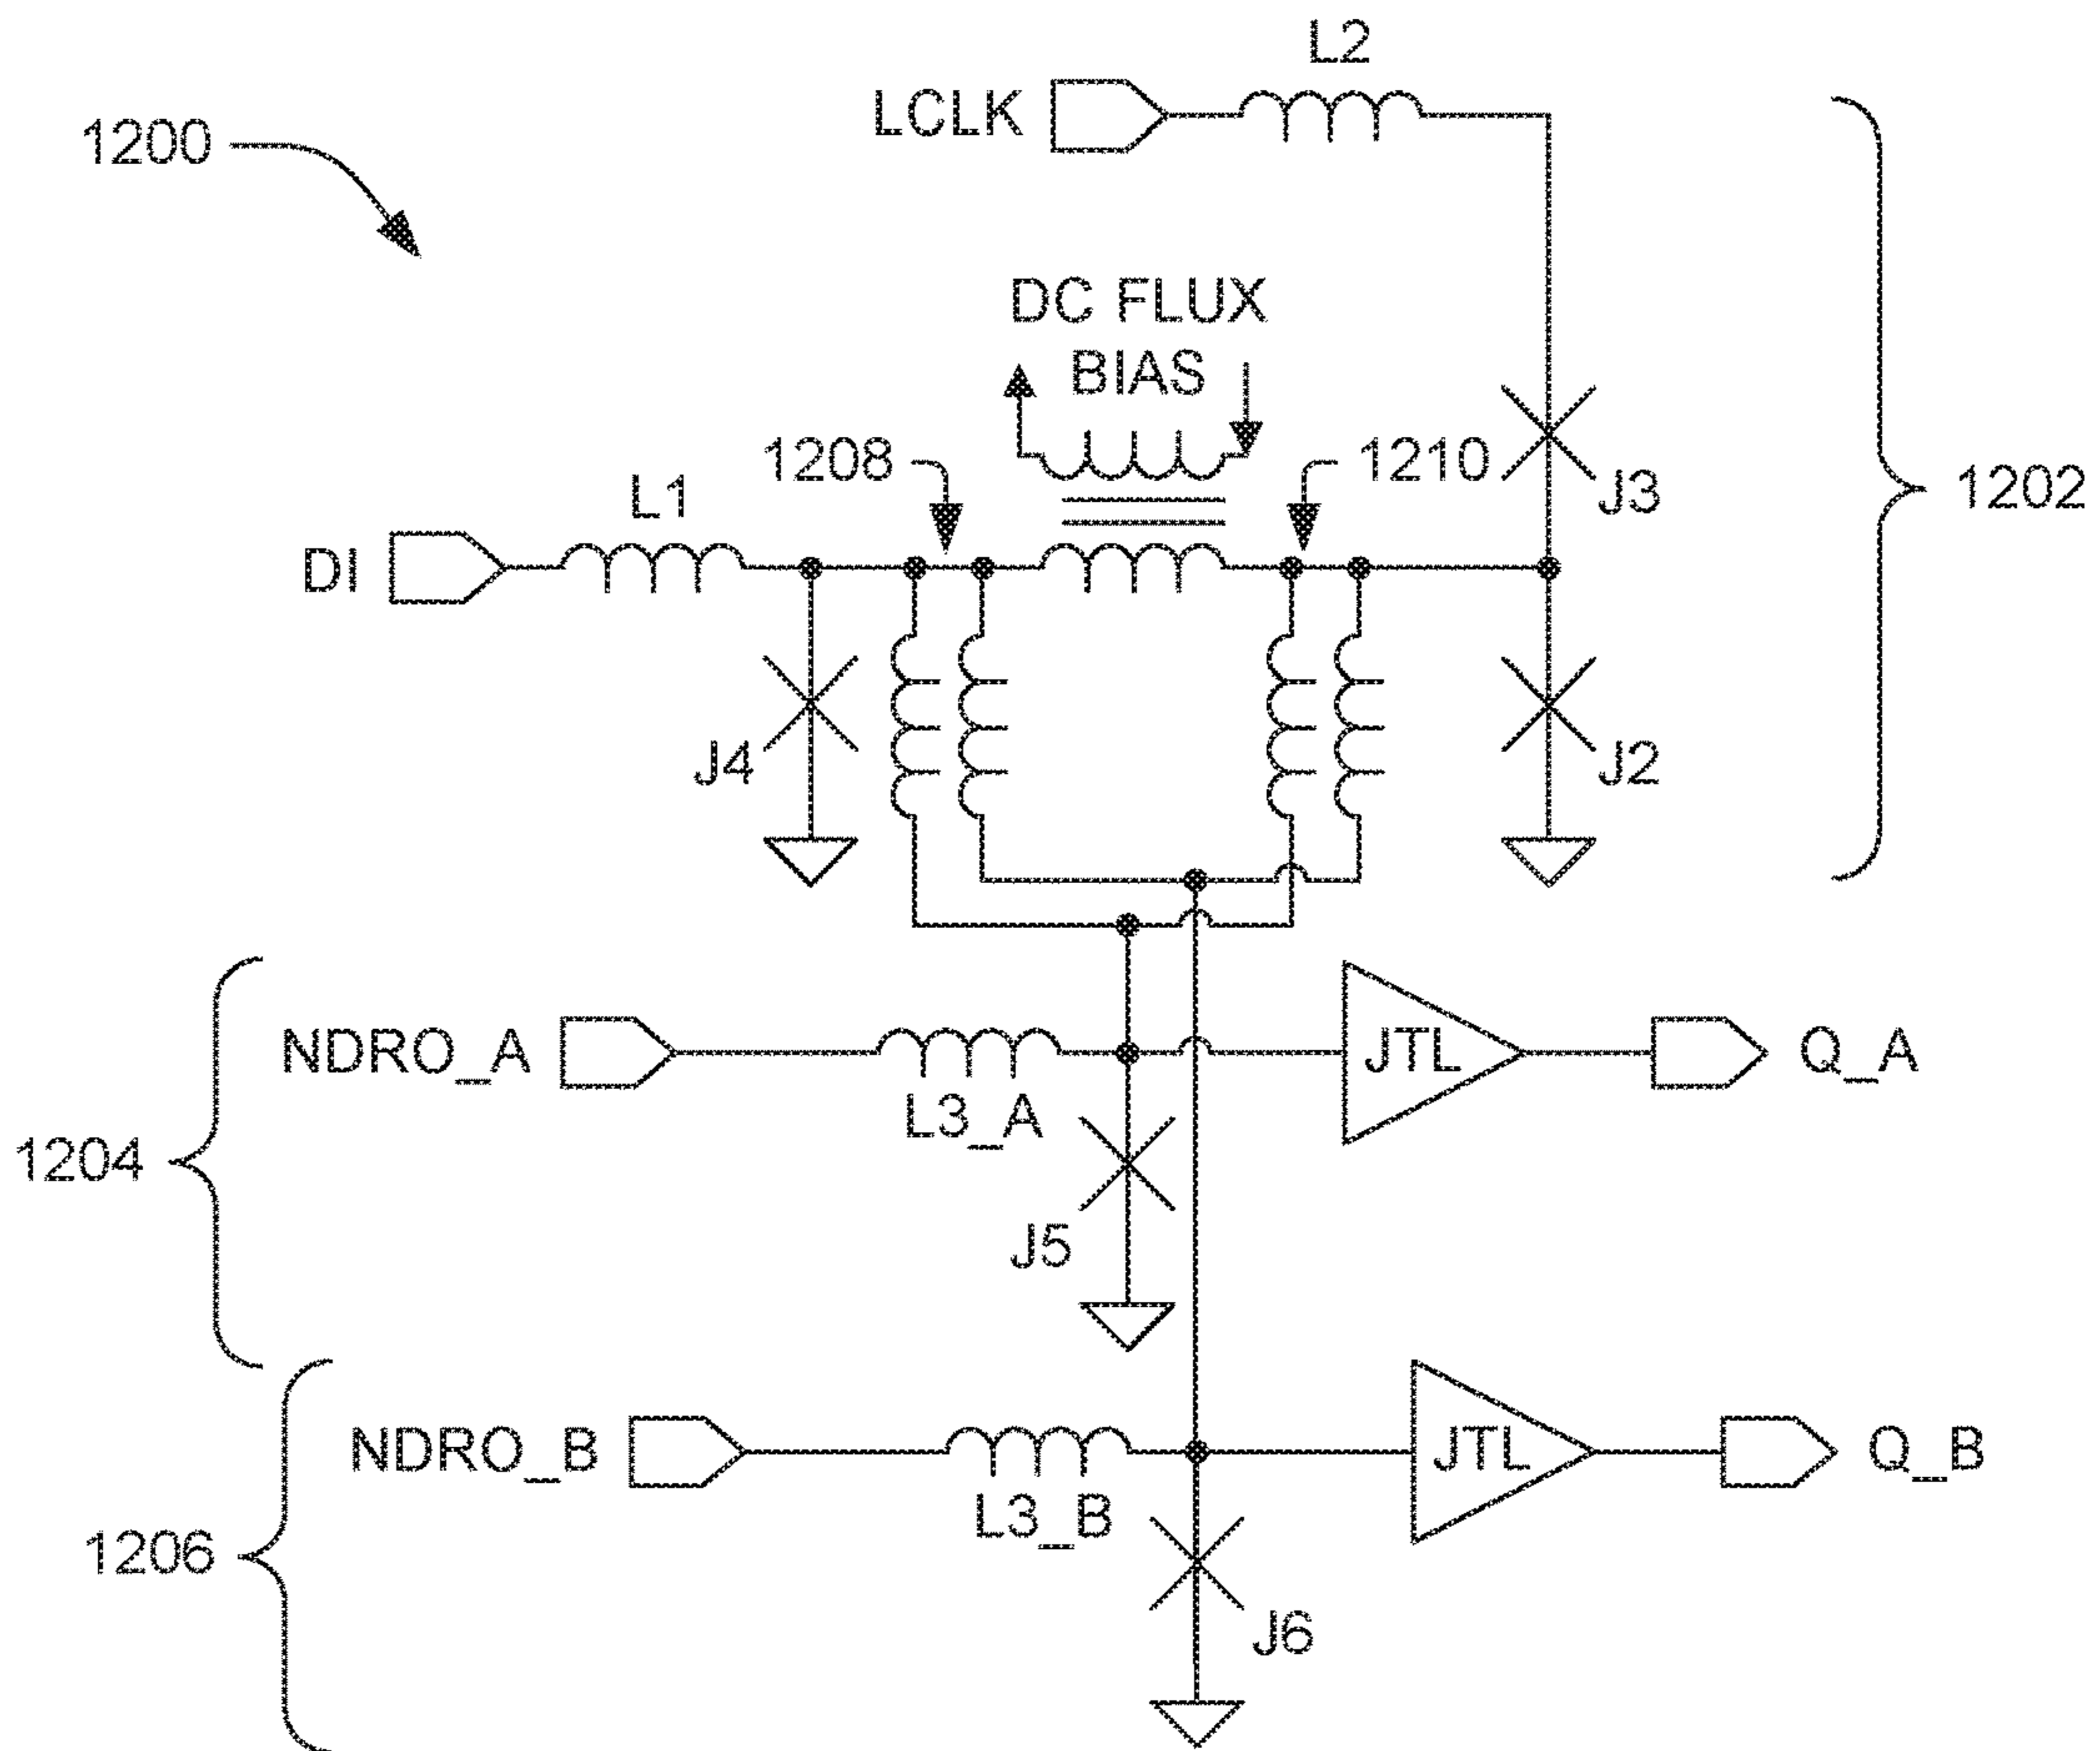 L2
LCLK
1200
DC FLUX
BIAS
1208
1210
L1
J3
1202
DI
J4
J2
NDRO_A
JTL
Q_A
L3_A
1204
J5
NDRO_B
JTL
Q_B
L3_B
1206
J6